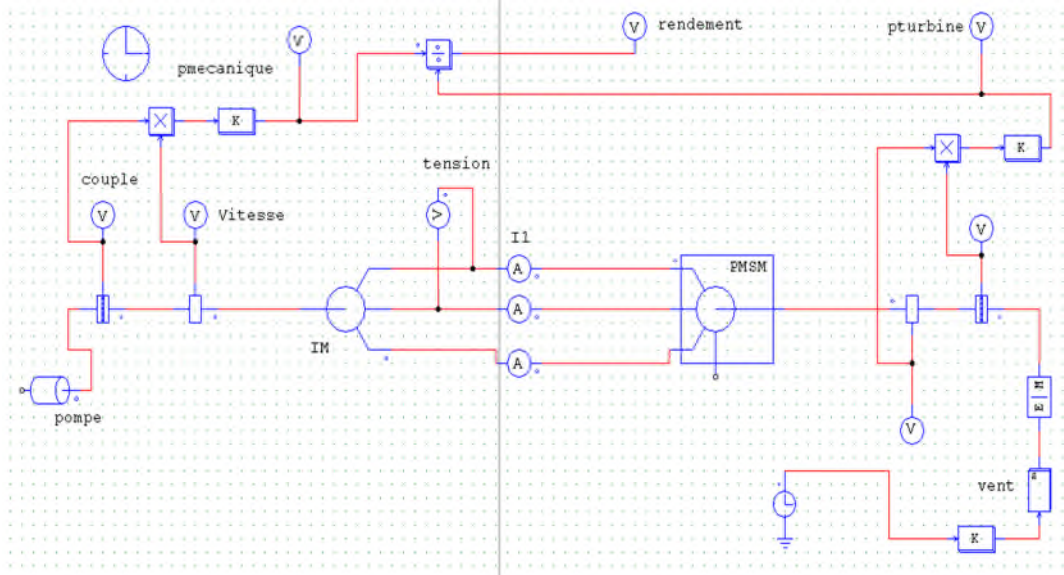 V
V
rendement
pturbine
V
pmecanique
K
tension
K
couple
V
V
Vitesse
V
I1
V
A
PMSM
A
IM
A
pompe
V
vent
K